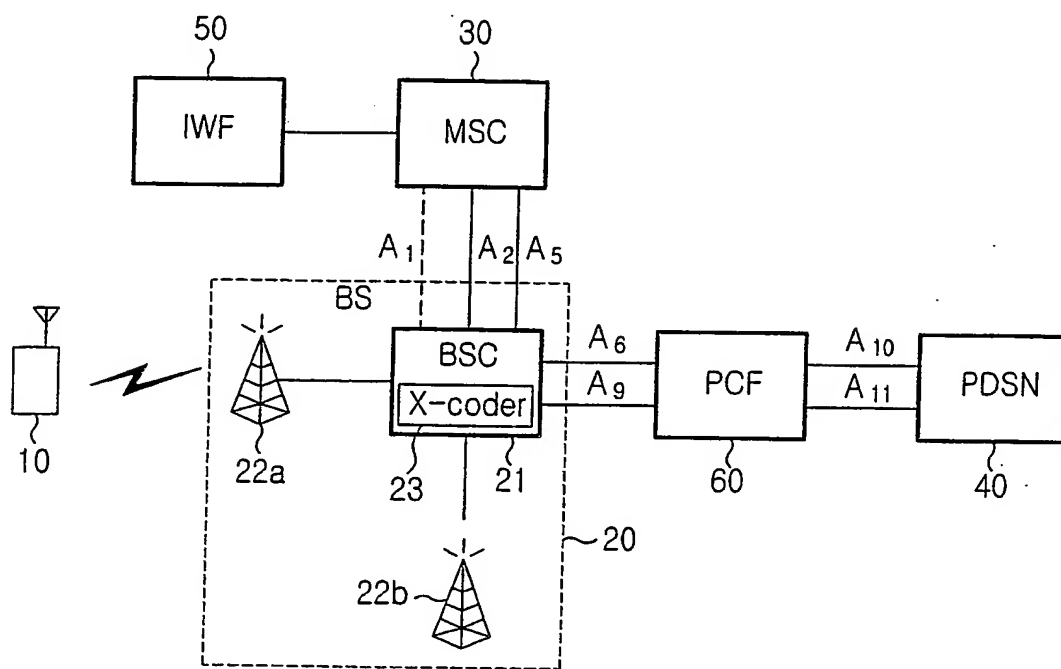 50
30
IWF
MSC
A1 A2 A5
BS
BSC
X-coder
A6
A9
PCF
A10
A11
PDSN
10
22a
23
21
60
40
20
22b